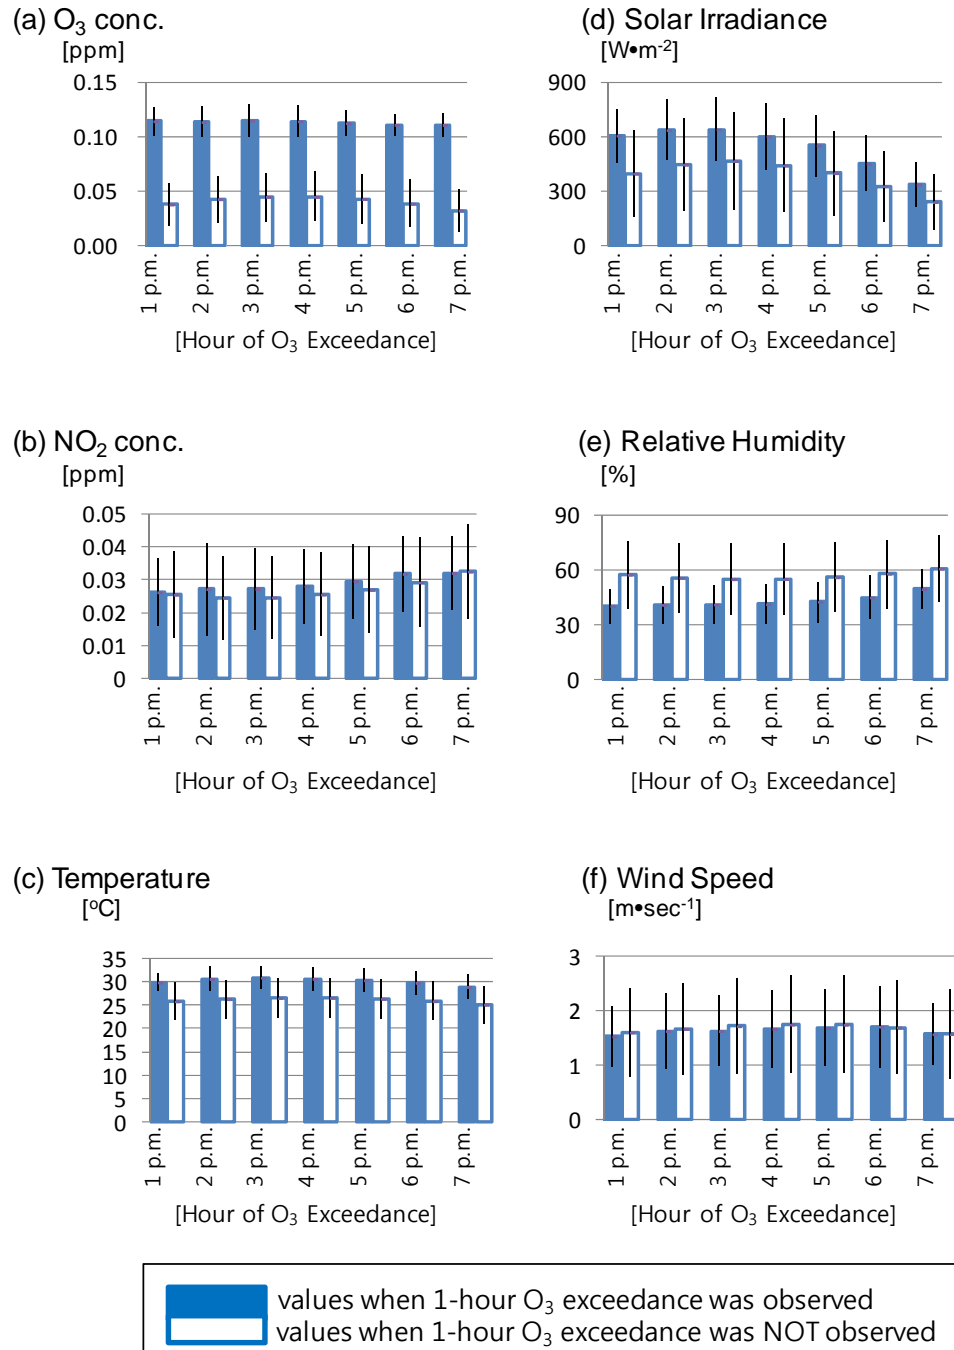 (a) O₃ conc.
[ppm]
0.15
0.10
0.05
0.00
1 p.m.
2 p.m.
3 p.m.
4 p.m.
5 p.m.
6 p.m.
7 p.m.
[Hour of O₃ Exceedance]
(d) Solar Irradiance
[W•m⁻²]
900
600
300
0
1 p.m.
2 p.m.
3 p.m.
4 p.m.
5 p.m.
6 p.m.
7 p.m.
[Hour of O₃ Exceedance]
(b) NO₂ conc.
[ppm]
0.05
0.04
0.03
0.02
0.01
0
1 p.m.
2 p.m.
3 p.m.
4 p.m.
5 p.m.
6 p.m.
7 p.m.
[Hour of O₃ Exceedance]
(e) Relative Humidity
[%]
90
60
30
0
1 p.m.
2 p.m.
3 p.m.
4 p.m.
5 p.m.
6 p.m.
7 p.m.
[Hour of O₃ Exceedance]
(c) Temperature
[ºC]
35
30
25
20
15
10
5
0
1 p.m.
2 p.m.
3 p.m.
4 p.m.
5 p.m.
6 p.m.
7 p.m.
[Hour of O₃ Exceedance]
(f) Wind Speed
[m•sec⁻¹]
3
2
1
0
1 p.m.
2 p.m.
3 p.m.
4 p.m.
5 p.m.
6 p.m.
7 p.m.
[Hour of O₃ Exceedance]
values when 1-hour O₃ exceedance was observed
values when 1-hour O₃ exceedance was NOT observed